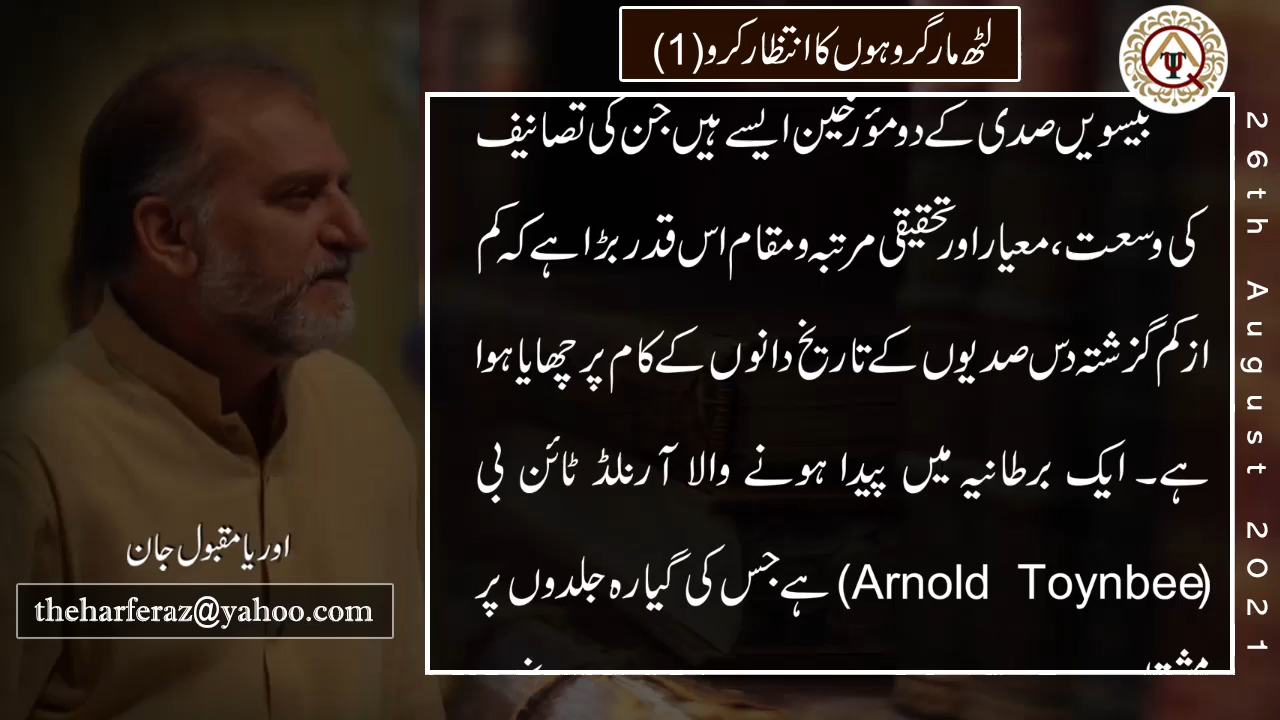 لٹھ مار گروہوں کا انتظار کرو (1)
بیسویں صدی کے دو مؤرخین ایسے ہیں جن کی تصانیف
کی وسعت، معیار اور تحقیقی مرتبہ و مقام اس قدر بڑا ہے کہ کم
از کم گزشتہ دس صدیوں کے تاریخ دانوں کے کام پر چھایا ہوا
ہے۔ ایک برطانیہ میں پیدا ہونے والا آرنلڈ ٹائن بی
(Arnold Toynbee) ہے جس کی گیارہ جلدوں پر
اوریا مقبول جان
theharferaz@yahoo.com
26th August 2021